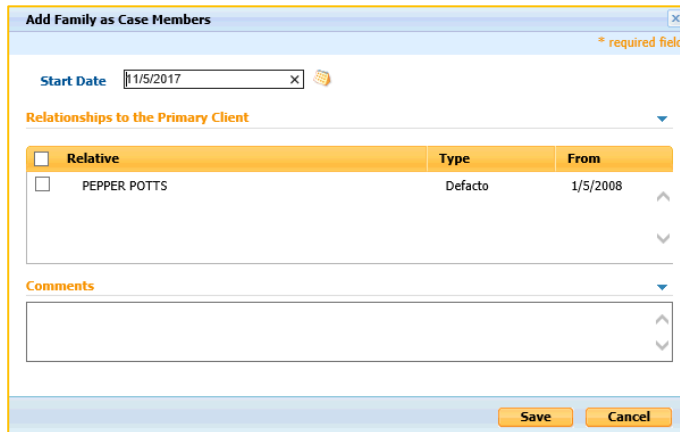 Add Family as Case Members
* required field
Start Date 11/5/2017
Relationships to the Primary Client
Relative Type From
PEPPER POTTS Defacto 1/5/2008
Comments
Save Cancel